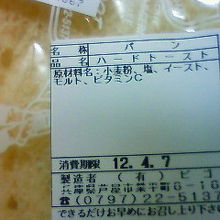 名称 パン
品名 ハードトースト
原材料名:小麦粉、塩、イースト、
モルト、ビタミンC
消費期限 12.4.7
製造者 (有)ビゴ
兵庫県芦屋市業平町6-16
☎(0797)22-51
できるだけお早めにお召し上り下さ